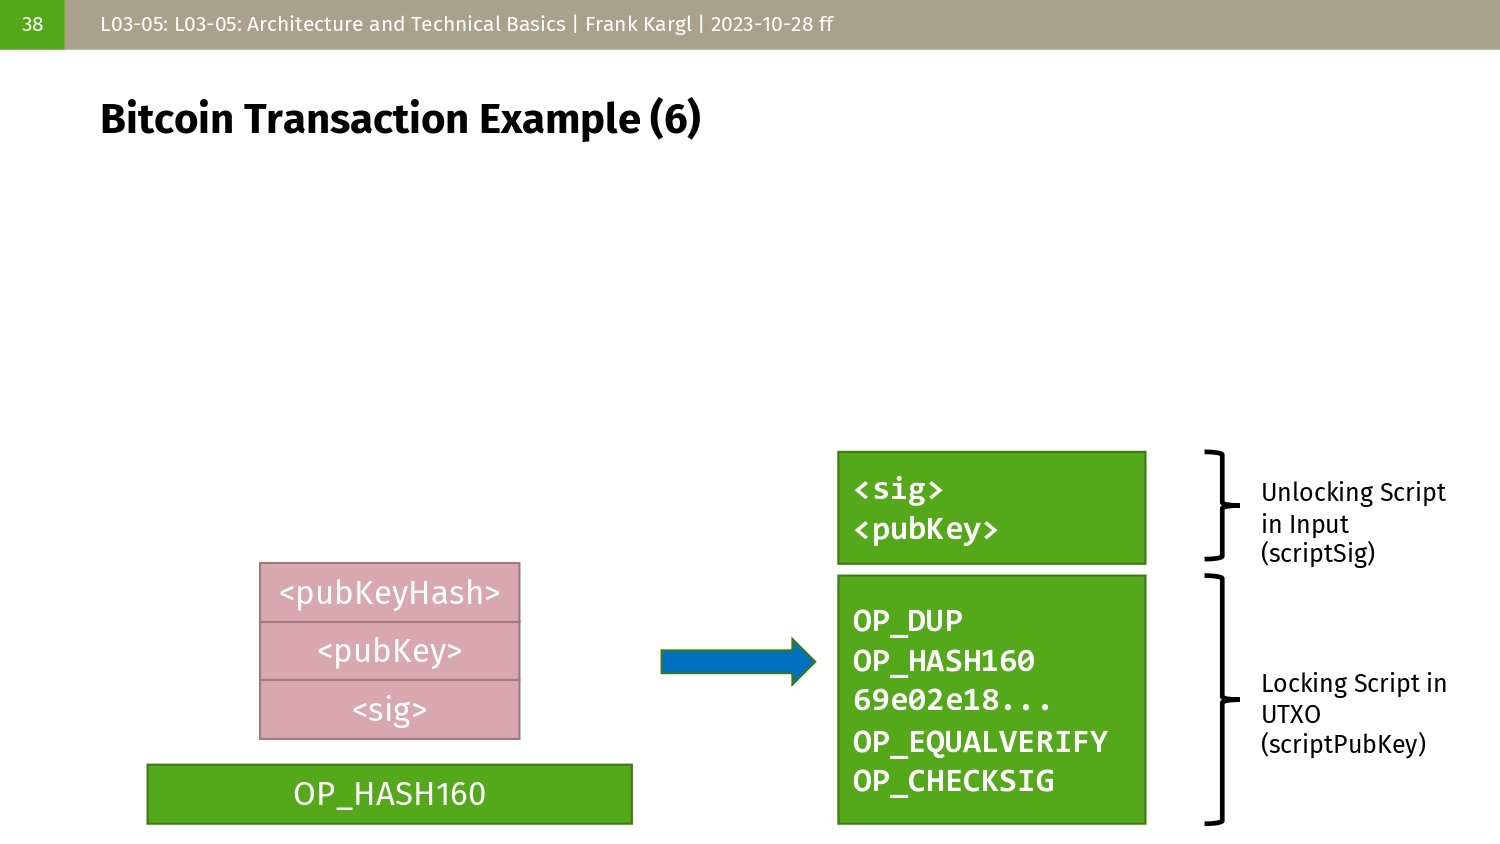 38
L03-05: L03-05: Architecture and Technical Basics | Frank Kargl | 2023-10-28 ff
Bitcoin Transaction Example (6)
<pubKeyHash>
<pubKey>
<sig>
OP_HASH160
<sig>
<pubKey>
OP_DUP
OP_HASH160
69e02e18...
OP_EQUALVERIFY
OP_CHECKSIG
Unlocking Script
in Input
(scriptSig)
Locking Script in
UTXO
(scriptPubKey)